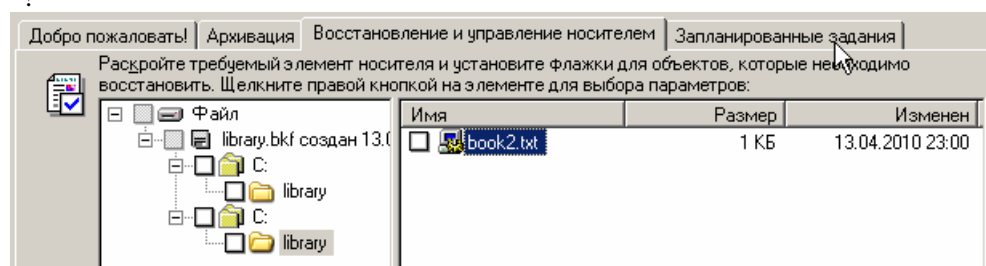 Добро пожаловать! Архивация Восстановление и управление носителем Запланированные задания
Раскройте требуемый элемент носителя и установите флажки для объектов, которые необходимо
восстановить. Щелкните правой кнопкой на элементе для выбора параметров:
Файл Имя Размер Изменен
library.bkf создан 13.0 book2.txt 1 КБ 13.04.2010 23:00
C:
library
C:
library